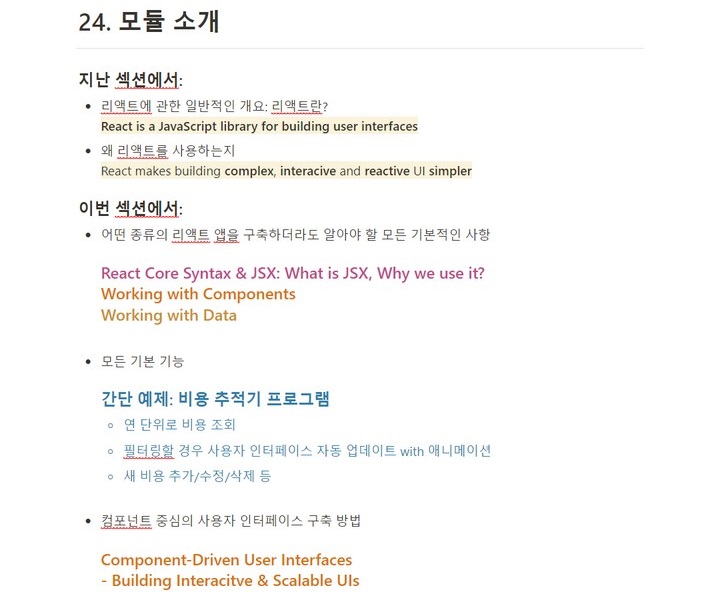 24. 모듈 소개
지난 섹션에서:
리액트에 관한 일반적인 개요: 리액트란?
React is a JavaScript library for building user interfaces
왜 리액트를 사용하는지
React makes building complex, interacive and reactive UI simpler
이번 섹션에서:
어떤 종류의 리액트 앱을 구축하더라도 알아야 할 모든 기본적인 사항
React Core Syntax & JSX: What is JSX, Why we use it?
Working with Components
Working with Data
모든 기본 기능
간단 예제: 비용 추적기 프로그램
연 단위로 비용 조회
필터링할 경우 사용자 인터페이스 자동 업데이트 with 애니메이션
새 비용 추가/수정/삭제 등
컴포넌트 중심의 사용자 인터페이스 구축 방법
Component-Driven User Interfaces
- Building Interacitve & Scalable UIs